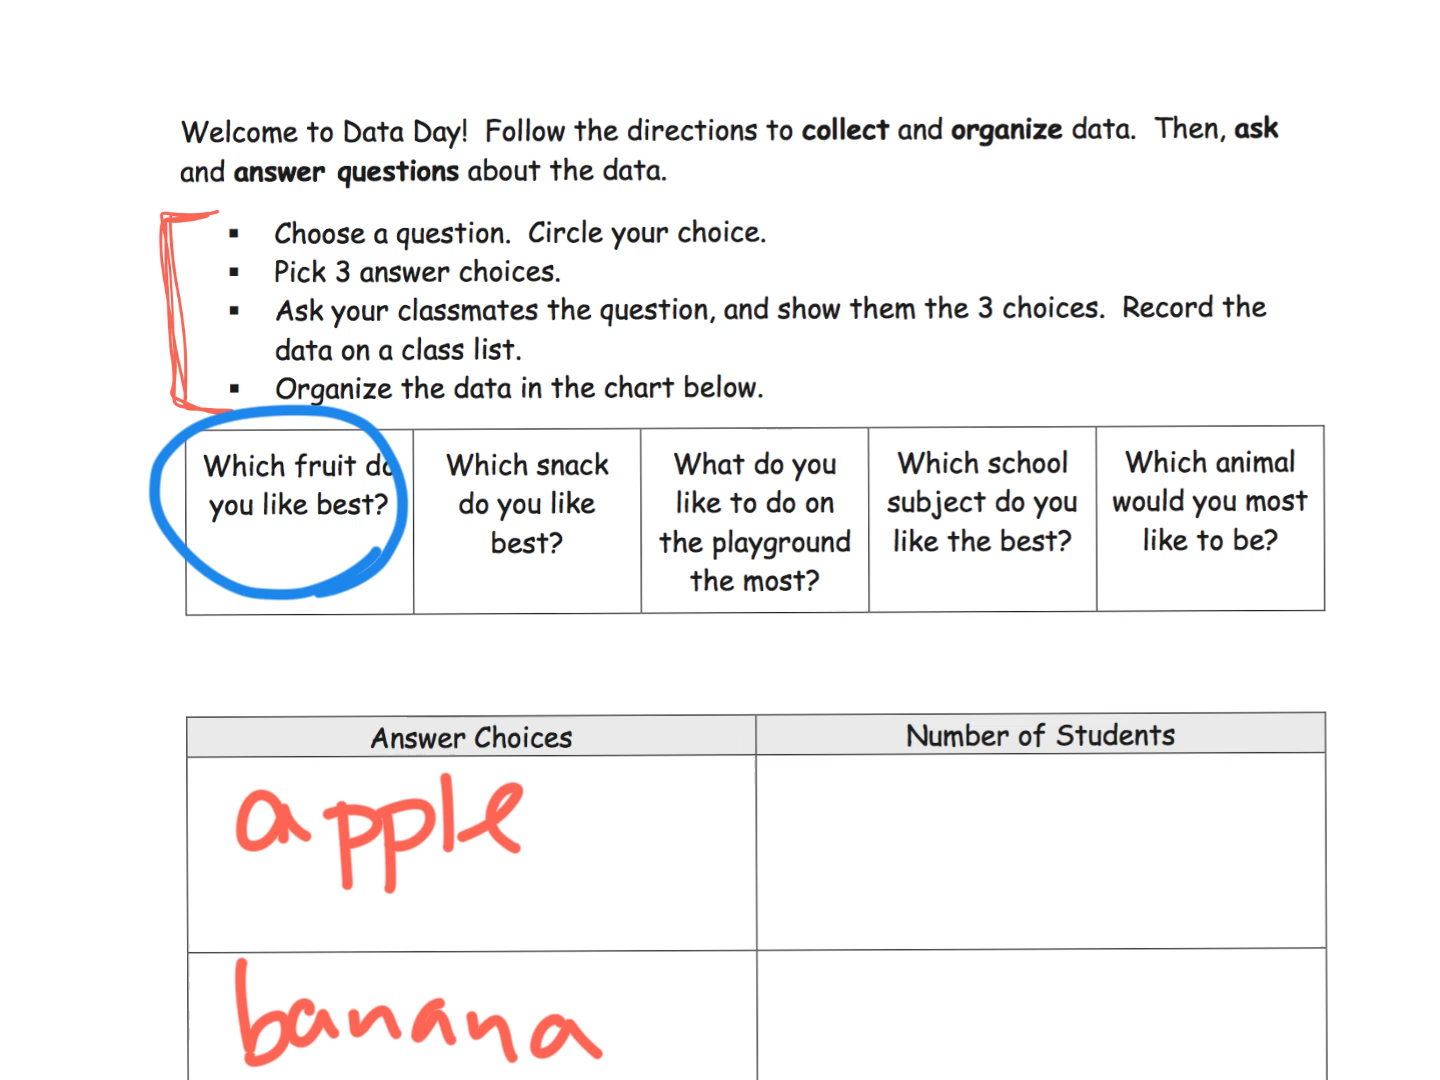 Welcome to Data Day!  Follow the directions to collect and organize data.  Then, ask
and answer questions about the data.
▪ Choose a question.  Circle your choice.
▪ Pick 3 answer choices.
▪ Ask your classmates the question, and show them the 3 choices.  Record the
data on a class list.
▪ Organize the data in the chart below.
Which fruit do
you like best?
Which snack
do you like
best?
What do you
like to do on
the playground
the most?
Which school
subject do you
like the best?
Which animal
would you most
like to be?
Answer Choices
Number of Students
apple
banana